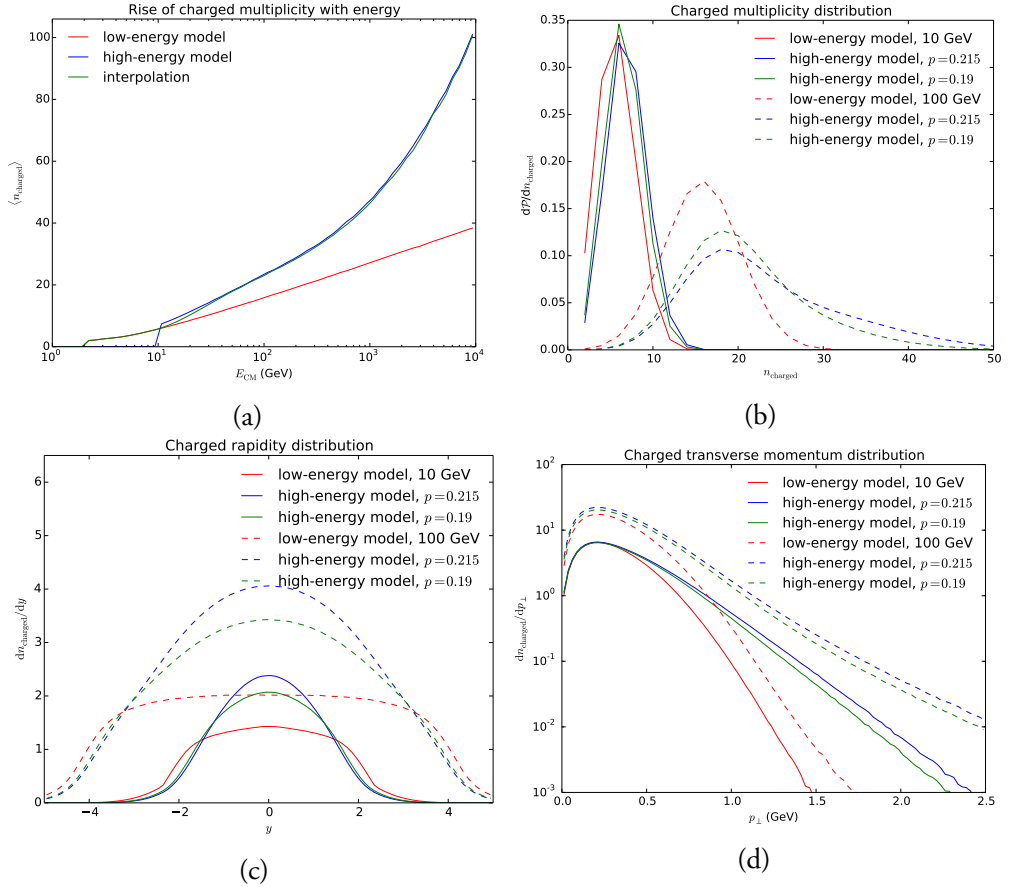 Rise of charged multiplicity with energy
low-energy model
high-energy model
interpolation
100
80
60
40
20
0
⟨n_charged⟩
10^0 10^1 10^2 10^3 10^4
E_CM (GeV)
(a)
Charged multiplicity distribution
low-energy model, 10 GeV
high-energy model, p=0.215
high-energy model, p=0.19
low-energy model, 100 GeV
high-energy model, p=0.215
high-energy model, p=0.19
0.35
0.30
0.25
0.20
0.15
0.10
0.05
0.00
dP/dn_charged
0 10 20 30 40 50
n_charged
(b)
Charged rapidity distribution
low-energy model, 10 GeV
high-energy model, p=0.215
high-energy model, p=0.19
low-energy model, 100 GeV
high-energy model, p=0.215
high-energy model, p=0.19
6
5
4
3
2
1
0
dn_charged/dy
−4 −2 0 2 4
y
(c)
Charged transverse momentum distribution
low-energy model, 10 GeV
high-energy model, p=0.215
high-energy model, p=0.19
low-energy model, 100 GeV
high-energy model, p=0.215
high-energy model, p=0.19
10^2
10^1
10^0
10^-1
10^-2
10^-3
dn_charged/dp_⊥
0.0 0.5 1.0 1.5 2.0 2.5
p_⊥ (GeV)
(d)